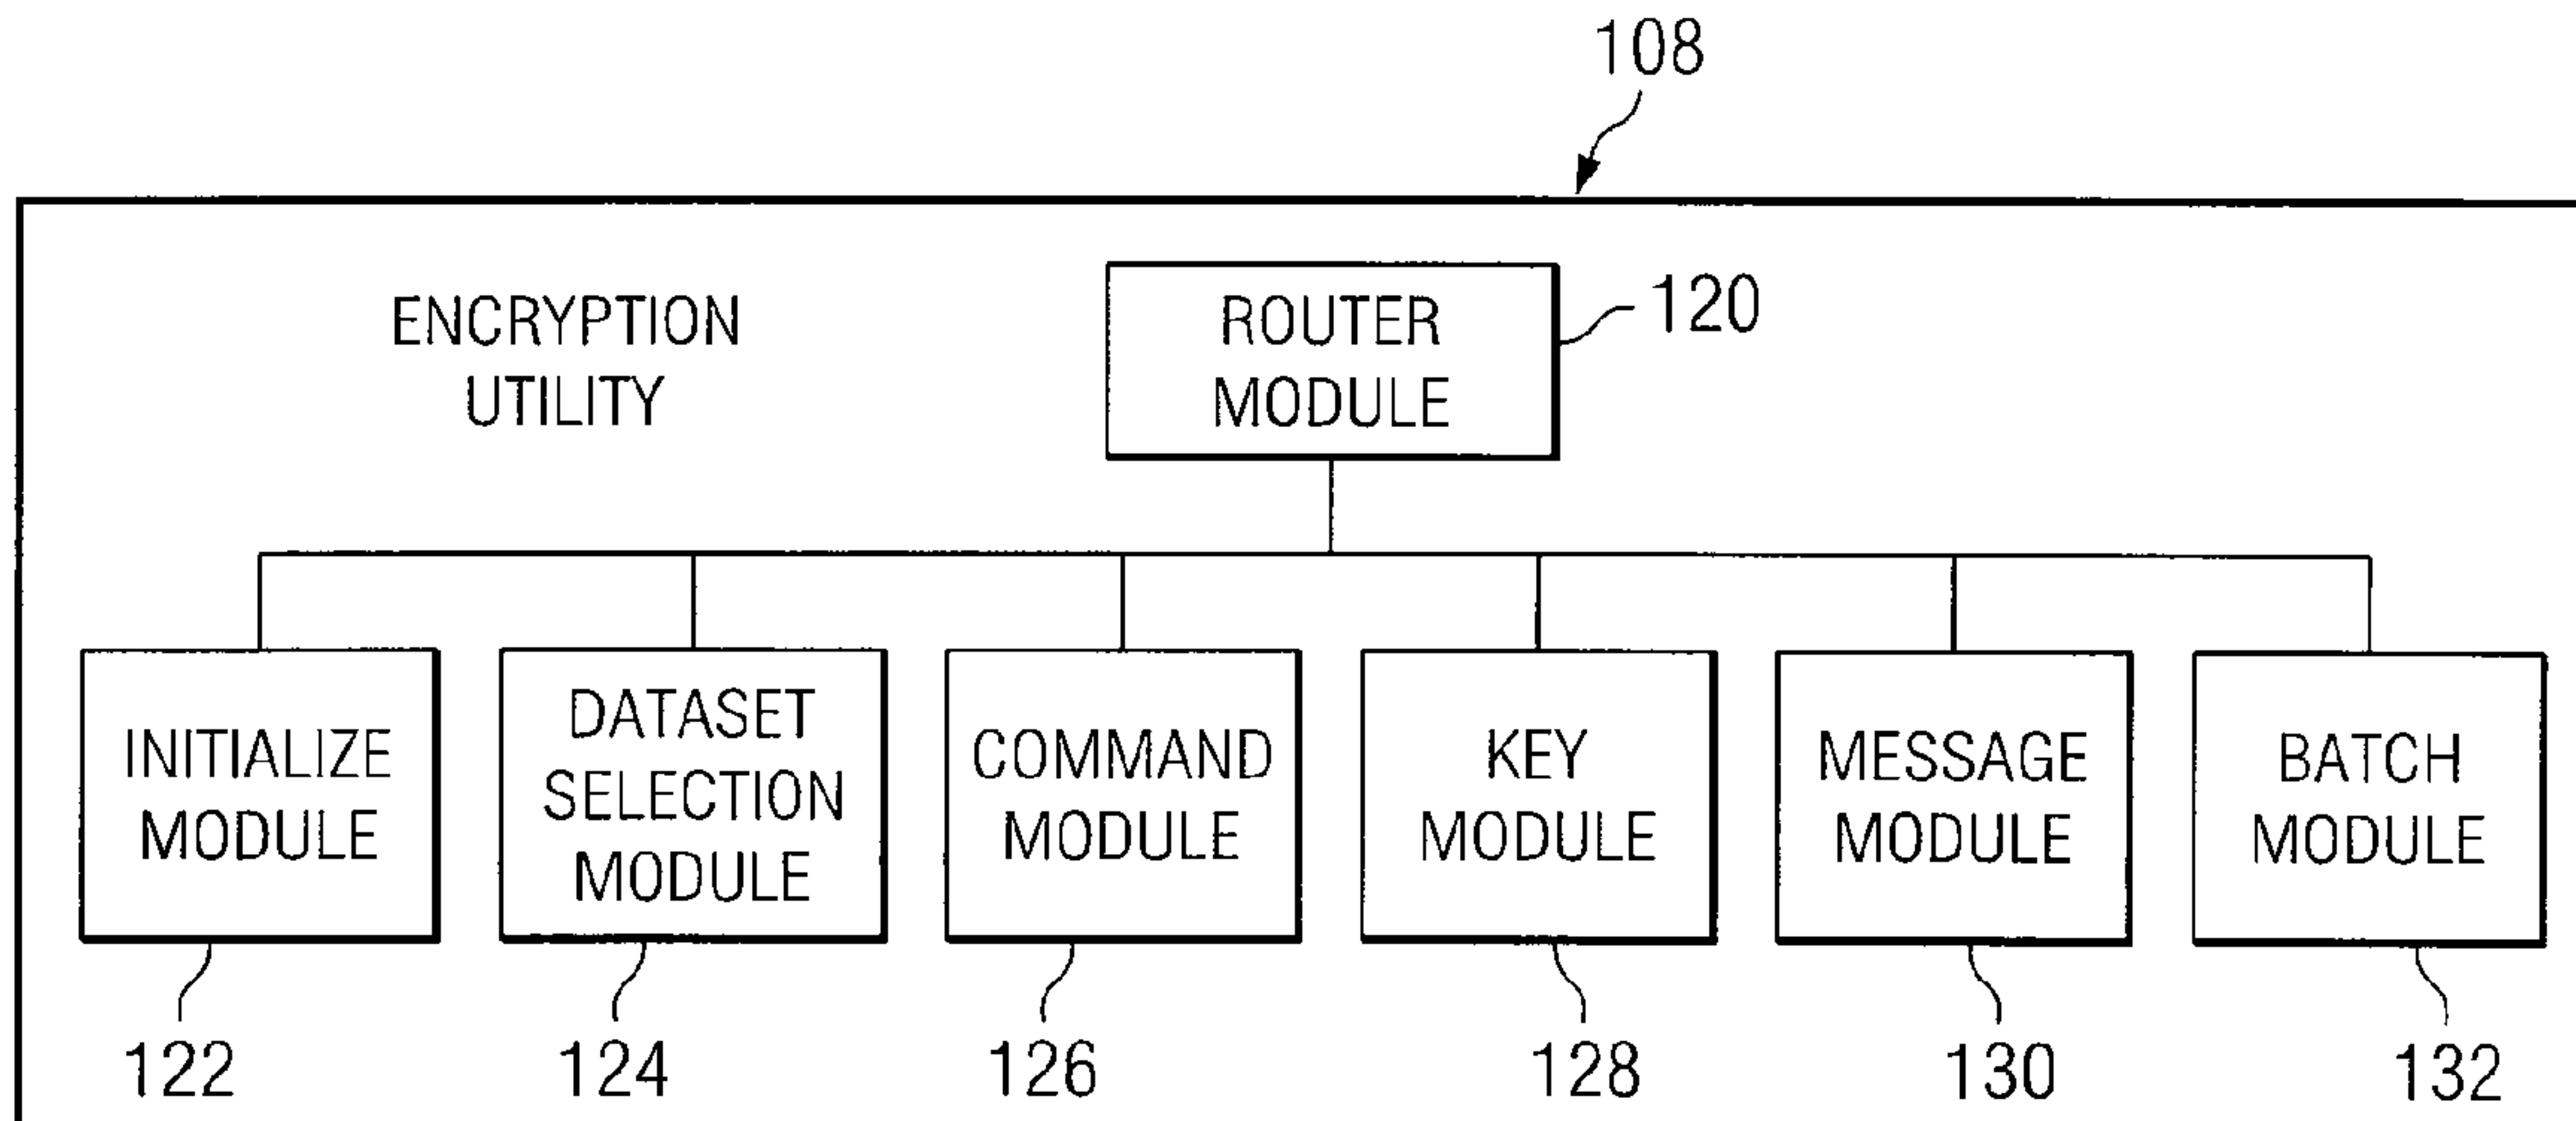 108
ENCRYPTION
UTILITY
ROUTER
MODULE
120
INITIALIZE
MODULE
DATASET
SELECTION
MODULE
COMMAND
MODULE
KEY
MODULE
MESSAGE
MODULE
BATCH
MODULE
122
124
126
128
130
132